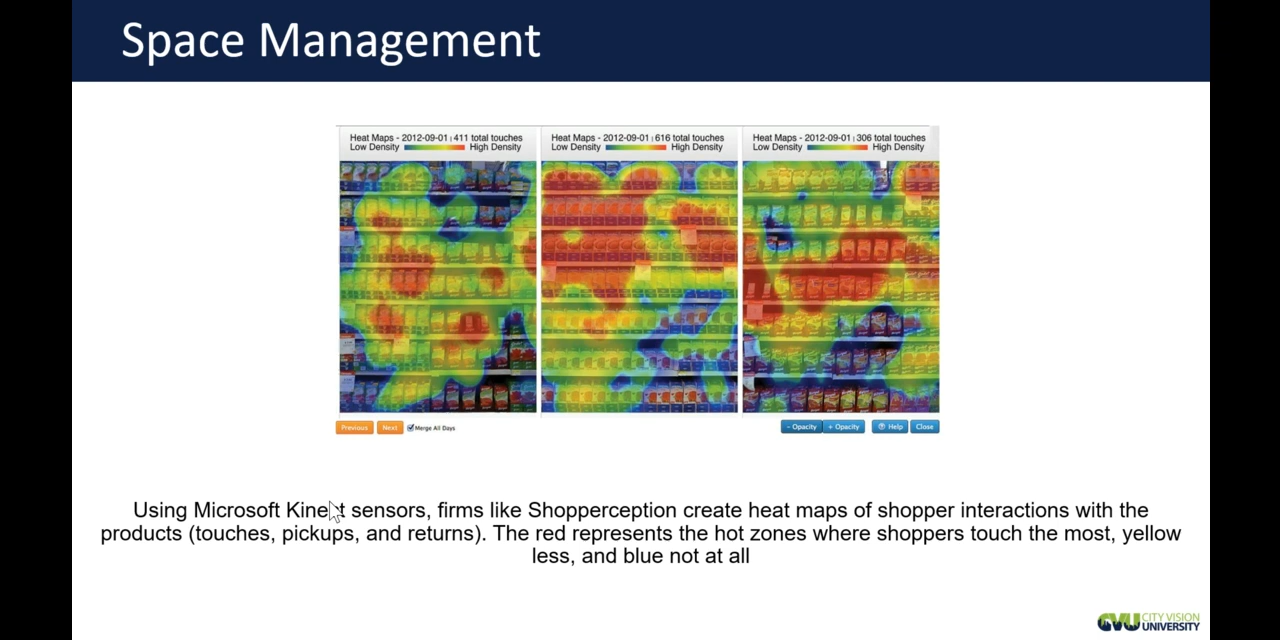 Space Management
Heat Maps - 2012-09-01 | 411 total touches
Low Density High Density
Heat Maps - 2012-09-01 | 616 total touches
Low Density High Density
Heat Maps - 2012-09-01 | 306 total touches
Low Density High Density
Previous Next Merge All Days
- Opacity + Opacity Help Close
Using Microsoft Kinect sensors, firms like Shopperception create heat maps of shopper interactions with the
products (touches, pickups, and returns). The red represents the hot zones where shoppers touch the most, yellow
less, and blue not at all
CVU CITY VISION
UNIVERSITY